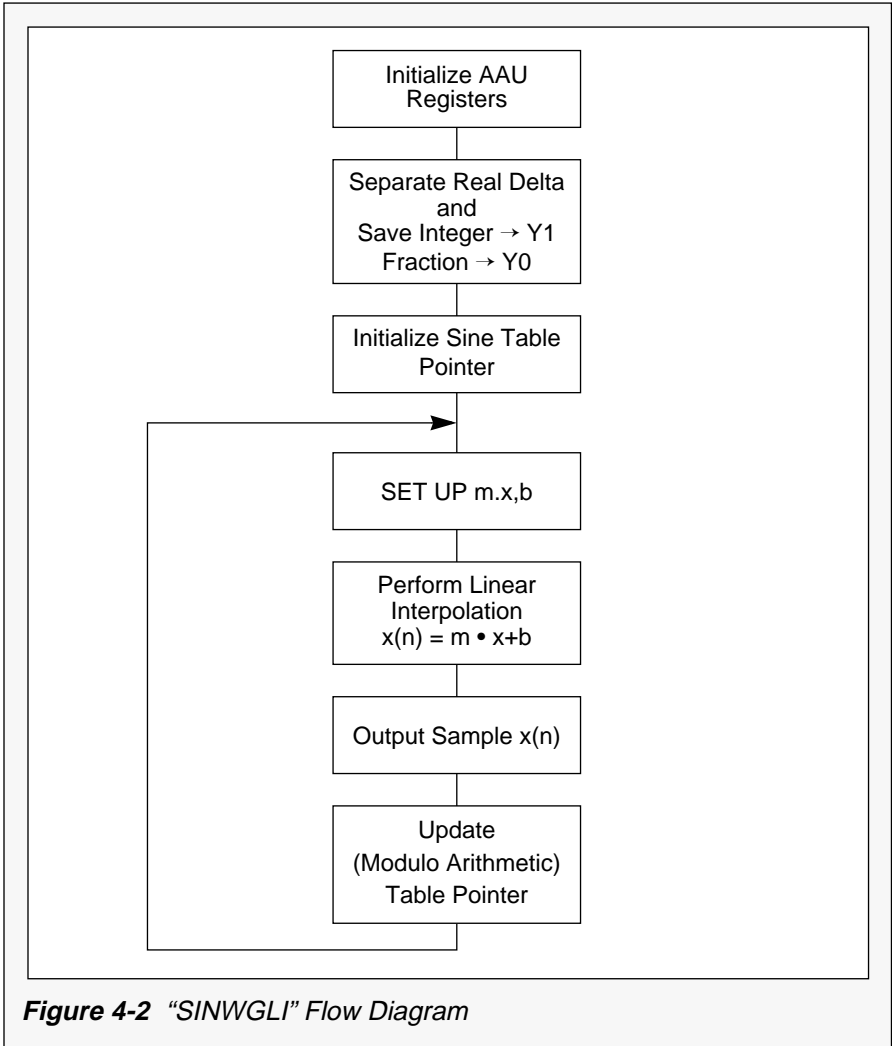 Initialize AAU
Registers
Separate Real Delta
and
Save Integer → Y1
Fraction → Y0
Initialize Sine Table
Pointer
SET UP m.x,b
Perform Linear
Interpolation
x(n) = m • x+b
Output Sample x(n)
Update
(Modulo Arithmetic)
Table Pointer
Figure 4-2 “SINWGLI” Flow Diagram